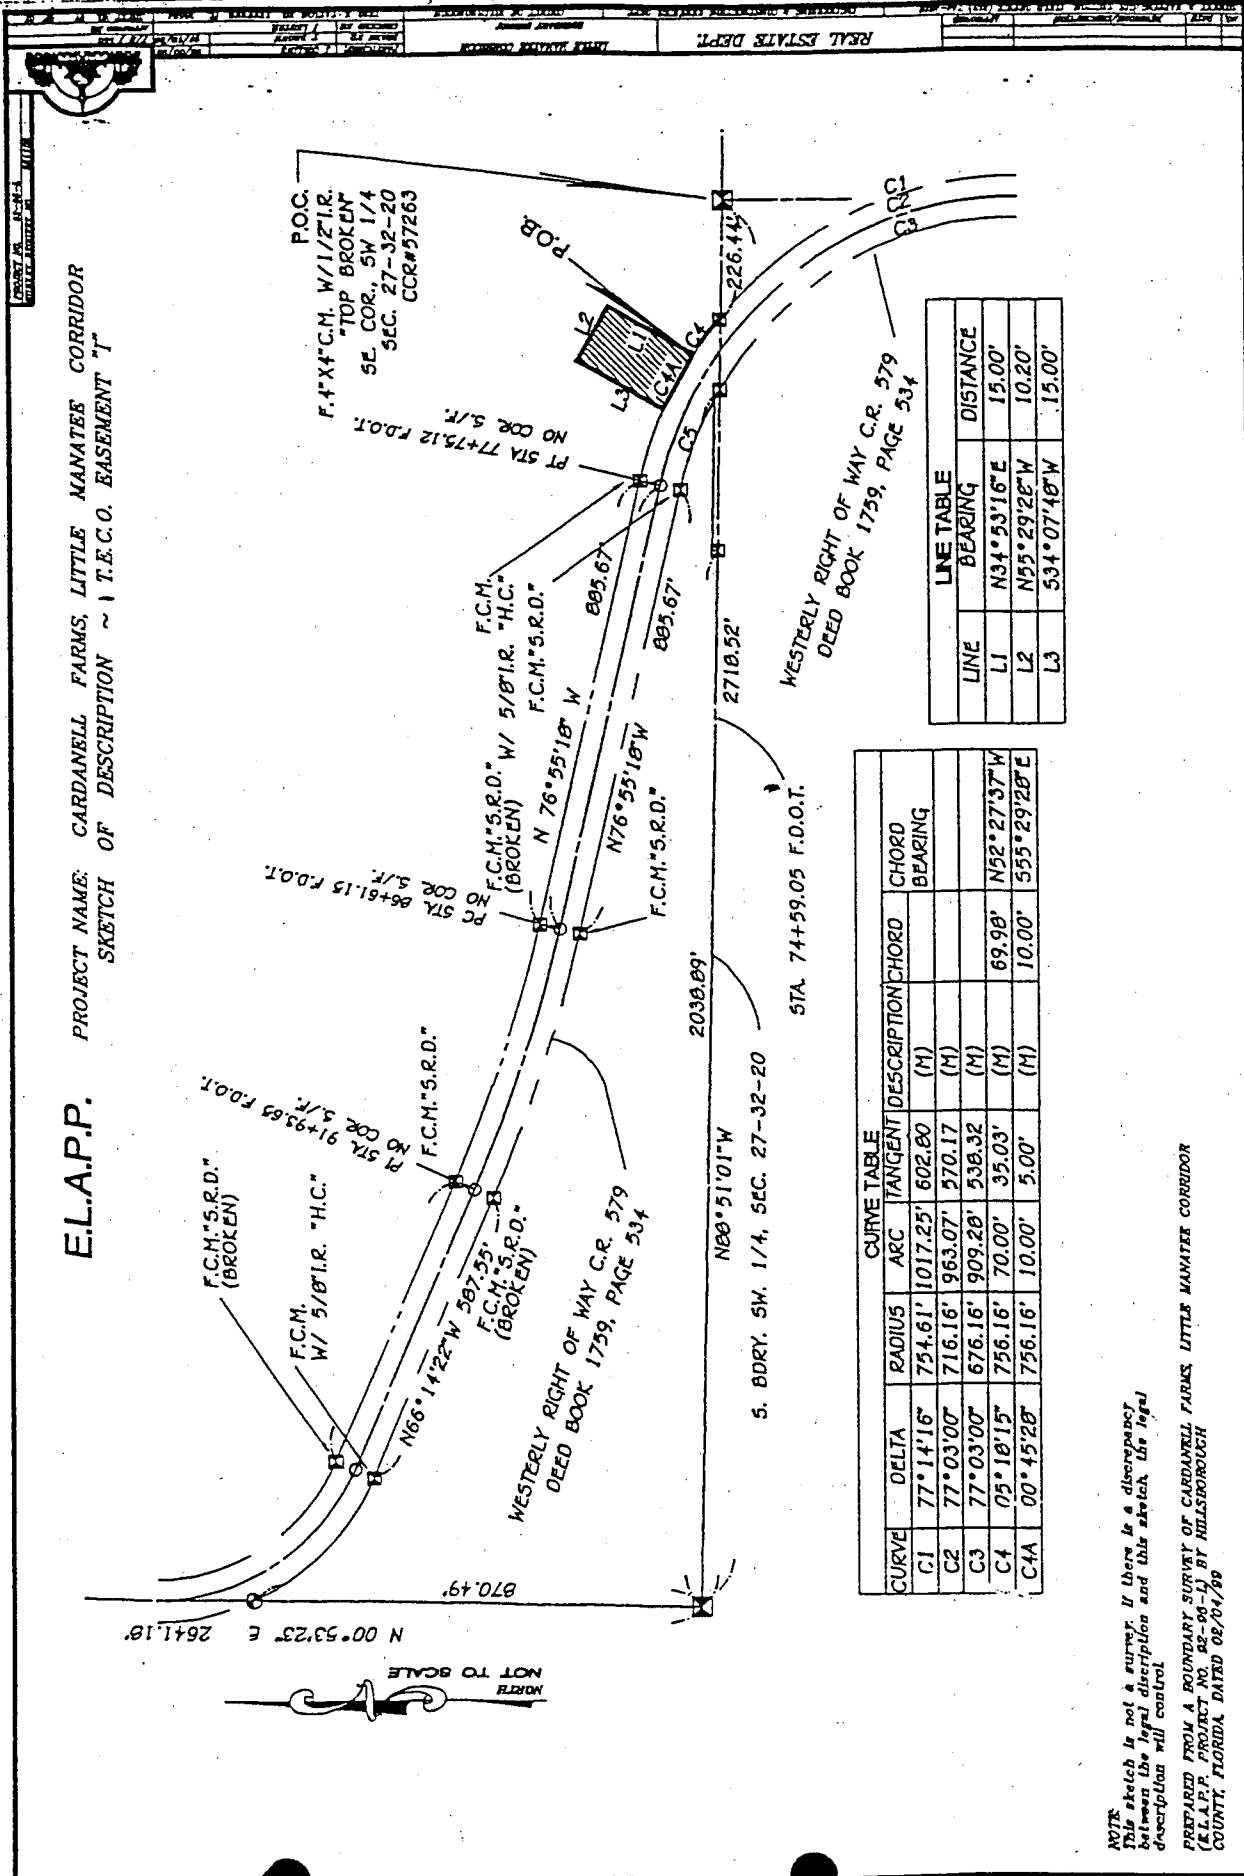 E.L.A.P.P.
PROJECT NAME: CARDANELL FARMS, LITTLE MANATEE CORRIDOR
SKETCH OF DESCRIPTION ~ T.E.C.O. EASEMENT "I"
REAL ESTATE DEPT.
LITTLE MANATEE CORRIDOR
P.O.C.
F.4"X4"C.M. W/1/2"I.R.
"TOP BROKEN"
SE COR., SW 1/4
SEC. 27-32-20
CCR#57263
P.O.B.
L2
L1
L3
C4A
C4
C5
226.44'
C1
C2
C3
PT STA 77+75.12 F.D.O.T.
NO COR. S./F.
F.C.M.
W/ 5/8"I.R. "H.C."
F.C.M."S.R.D."
885.67'
885.67'
N 76°55'18" W
N76°55'18"W
F.C.M."S.R.D."
(BROKEN)
F.C.M."S.R.D."
PC STA. 86+61.15 F.D.O.T.
NO COR. S./F.
PI STA. 91+93.65 F.D.O.T.
NO COR. S./F.
F.C.M."S.R.D."
F.C.M."S.R.D."
(BROKEN)
F.C.M.
W/ 5/8"I.R. "H.C."
N66°14'22"W 587.55'
F.C.M."S.R.D."
(BROKEN)
WESTERLY RIGHT OF WAY C.R. 579
DEED BOOK 1759, PAGE 534
WESTERLY RIGHT OF WAY C.R. 579
DEED BOOK 1759, PAGE 534
2718.52'
STA. 74+59.05 F.D.O.T.
2038.89'
N88°51'01"W
S. BDRY. SW. 1/4, SEC. 27-32-20
870.49'
N 00°53'23" E 2641.18'
NORTH
NOT TO SCALE
LINE TABLE
LINE BEARING DISTANCE
L1 N34°53'16"E 15.00'
L2 N55°29'28"W 10.20'
L3 S34°07'48"W 15.00'
CURVE TABLE
CURVE DELTA RADIUS ARC TANGENT DESCRIPTION CHORD CHORD BEARING
C1 77°14'16" 754.61' 1017.25' 602.80 (M)
C2 77°03'00" 716.16' 963.07' 570.17 (M)
C3 77°03'00" 676.16' 909.28' 538.32 (M)
C4 05°18'15" 756.16' 70.00' 35.03' (M) 69.98' N52°27'37"W
C4A 00°45'28" 756.16' 10.00' 5.00' (M) 10.00' S55°29'28"E
NOTE:
This sketch is not a survey. If there is a discrepancy
between the legal discription and this sketch, the legal
description will control.
PREPARED FROM A BOUNDARY SURVEY OF CARDANELL FARMS, LITTLE MANATEE CORRIDOR
(E.L.A.P.P. PROJECT NO. 92-98-L) BY HILLSBOROUGH
COUNTY, FLORIDA, DATED 02/04/99